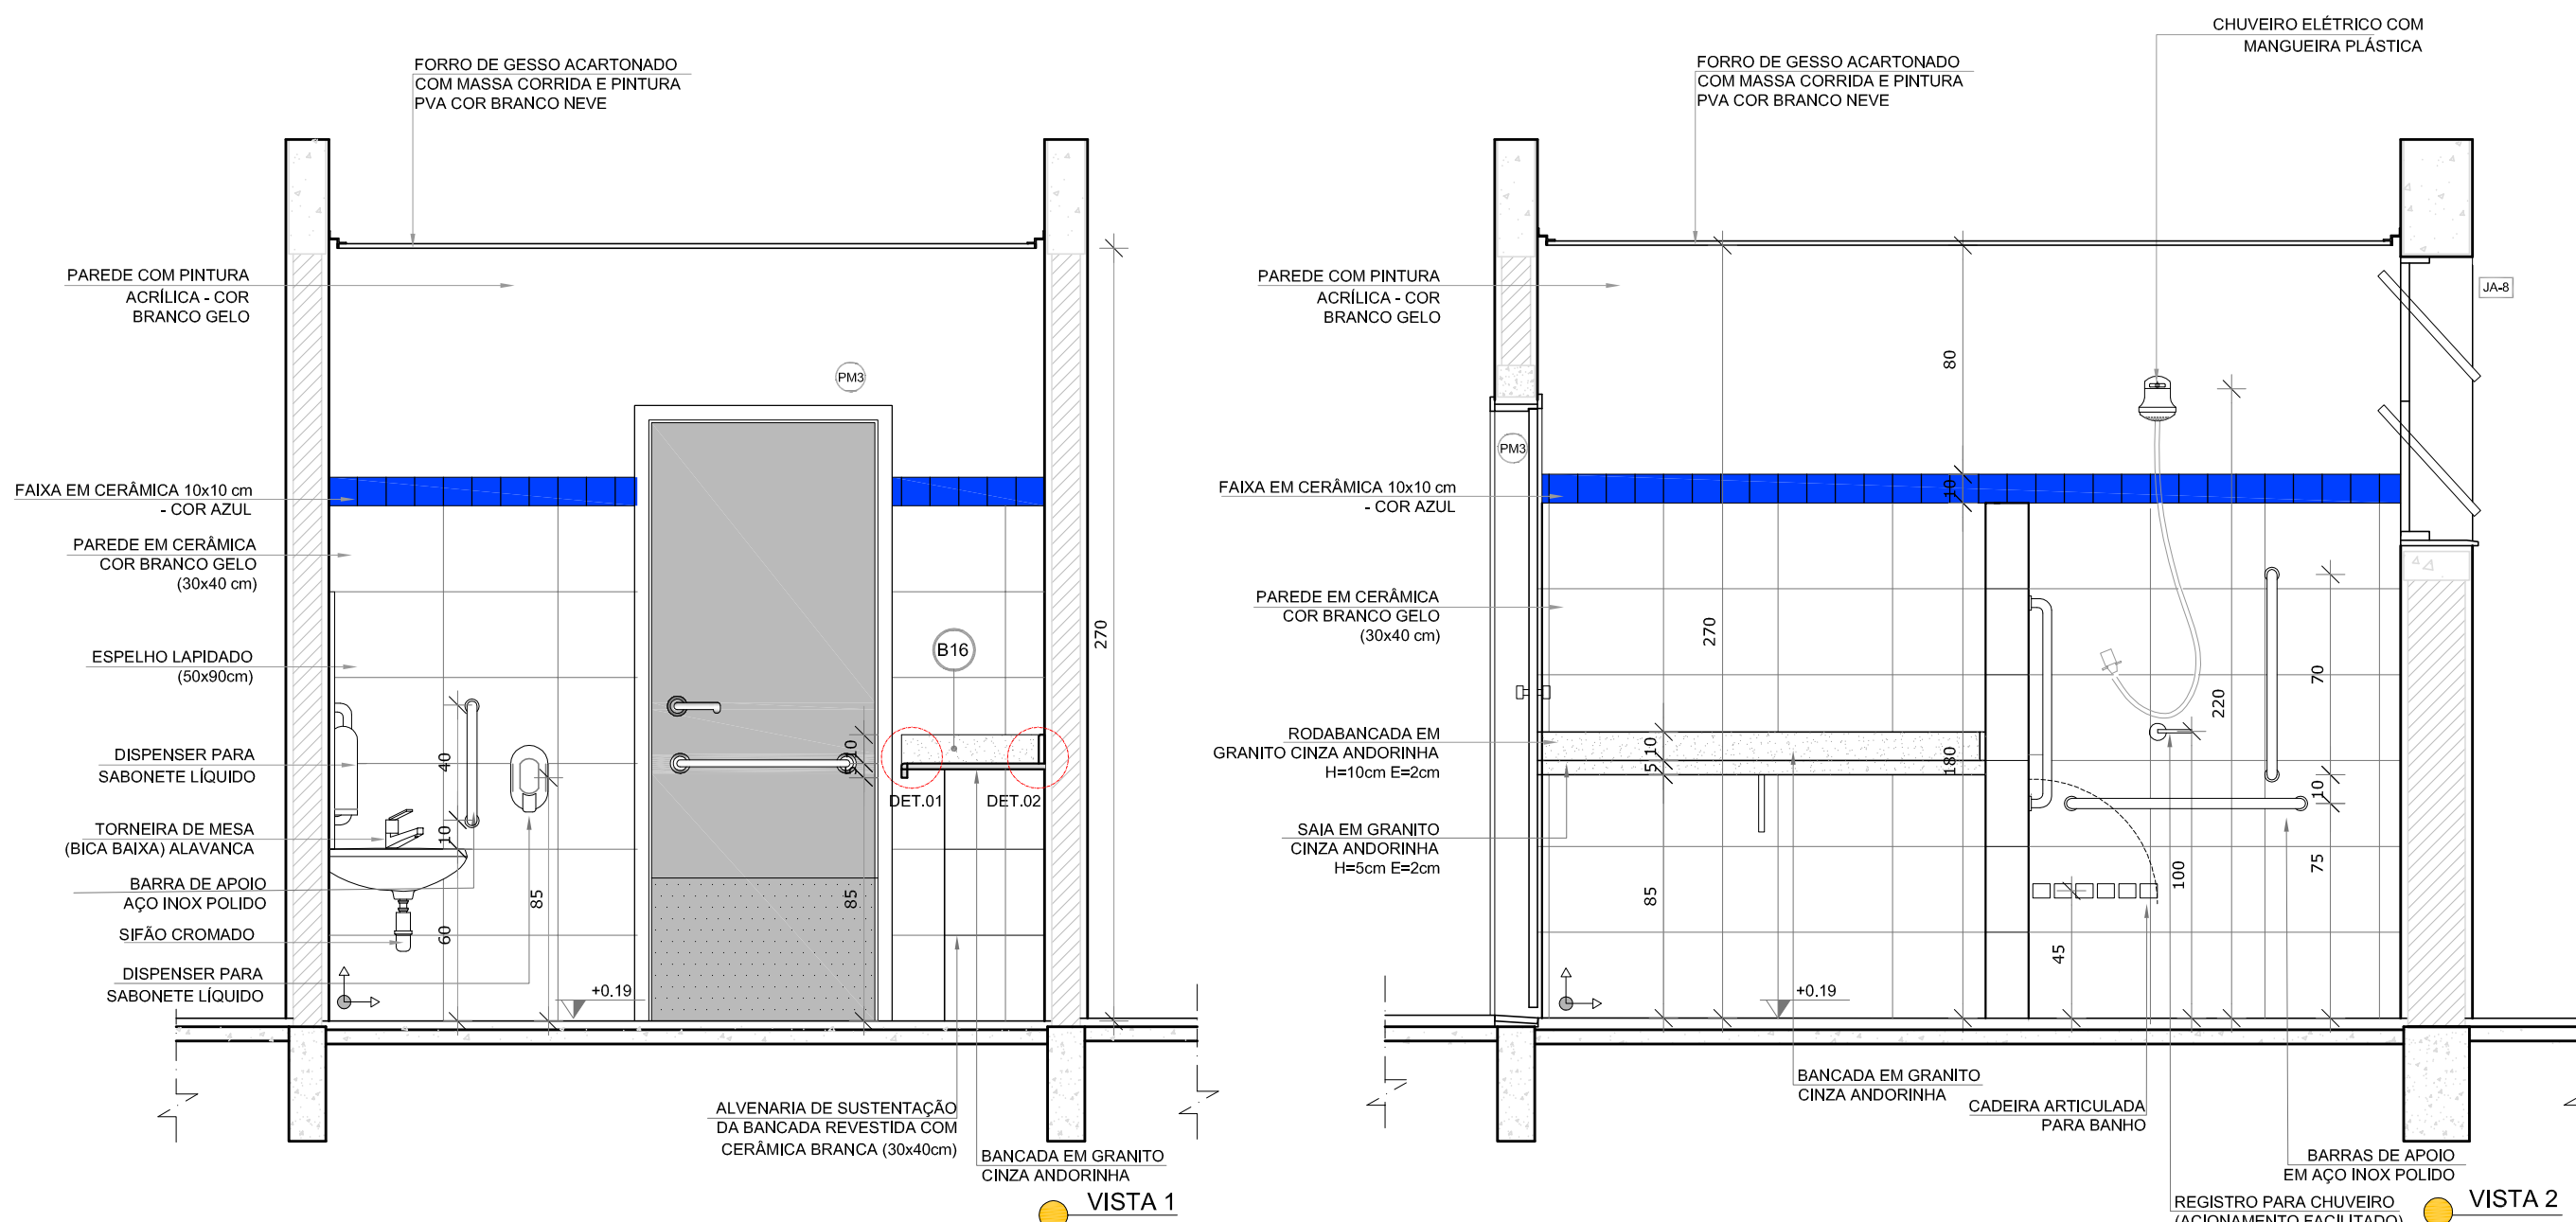 FORRO DE GESSO ACARTONADO
COM MASSA CORRIDA E PINTURA
PVA COR BRANCO NEVE
PAREDE COM PINTURA
ACRÍLICA - COR
BRANCO GELO
PM3
FAIXA EM CERÂMICA 10x10 cm
- COR AZUL
PAREDE EM CERÂMICA
COR BRANCO GELO
(30x40 cm)
ESPELHO LAPIDADO
(50x90cm)
DISPENSER PARA
SABONETE LÍQUIDO
TORNEIRA DE MESA
(BICA BAIXA) ALAVANCA
BARRA DE APOIO
AÇO INOX POLIDO
SIFÃO CROMADO
DISPENSER PARA
SABONETE LÍQUIDO
40
10
60
85
+0.19
B16
10
5
85
DET.01
DET.02
270
ALVENARIA DE SUSTENTAÇÃO
DA BANCADA REVESTIDA COM
CERÂMICA BRANCA (30x40cm)
BANCADA EM GRANITO
CINZA ANDORINHA
VISTA 1
FORRO DE GESSO ACARTONADO
COM MASSA CORRIDA E PINTURA
PVA COR BRANCO NEVE
CHUVEIRO ELÉTRICO COM
MANGUEIRA PLÁSTICA
PAREDE COM PINTURA
ACRÍLICA - COR
BRANCO GELO
JA-8
PM3
FAIXA EM CERÂMICA 10x10 cm
- COR AZUL
PAREDE EM CERÂMICA
COR BRANCO GELO
(30x40 cm)
RODABANCADA EM
GRANITO CINZA ANDORINHA
H=10cm E=2cm
SAIA EM GRANITO
CINZA ANDORINHA
H=5cm E=2cm
80
10
270
180
10
5
85
+0.19
220
70
10
75
100
45
BANCADA EM GRANITO
CINZA ANDORINHA
CADEIRA ARTICULADA
PARA BANHO
BARRAS DE APOIO
EM AÇO INOX POLIDO
REGISTRO PARA CHUVEIRO
(ACIONAMENTO FACILITADO)
VISTA 2